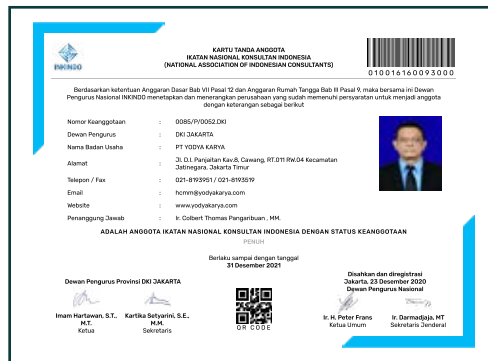 INKINDO
KARTU TANDA ANGGOTA
IKATAN NASIONAL KONSULTAN INDONESIA
(NATIONAL ASSOCIATION OF INDONESIAN CONSULTANTS)
010016160093000
Berdasarkan ketentuan Anggaran Dasar Bab VII Pasal 12 dan Anggaran Rumah Tangga Bab III Pasal 9, maka bersama ini Dewan
Pengurus Nasional INKINDO menetapkan dan menerangkan perusahaan yang sudah memenuhi persyaratan untuk menjadi anggota
dengan keterangan sebagai berikut
Nomor Keanggotaan : 0085/P/0052.DKI
Dewan Pengurus : DKI JAKARTA
Nama Badan Usaha : PT YODYA KARYA
Alamat : Jl. D.I. Panjaitan Kav.8, Cawang, RT.011 RW.04 Kecamatan
Jatinegara, Jakarta Timur
Telepon / Fax : 021-8193951 / 021-8193519
Email : hcmm@yodyakarya.com
Website : www.yodyakarya.com
Penanggung Jawab : Ir. Colbert Thomas Pangaribuan , MM.
ADALAH ANGGOTA IKATAN NASIONAL KONSULTAN INDONESIA DENGAN STATUS KEANGGOTAAN
PENUH
Berlaku sampai dengan tanggal
31 Desember 2021
Dewan Pengurus Provinsi DKI JAKARTA
Imam Hartawan, S.T., M.T.
Ketua
Kartika Setyarini, S.E., M.M.
Sekretaris
QR CODE
Disahkan dan diregistrasi
Jakarta, 23 Desember 2020
Dewan Pengurus Nasional
Ir. H. Peter Frans
Ketua Umum
Ir. Darmadjaja, MT
Sekretaris Jenderal